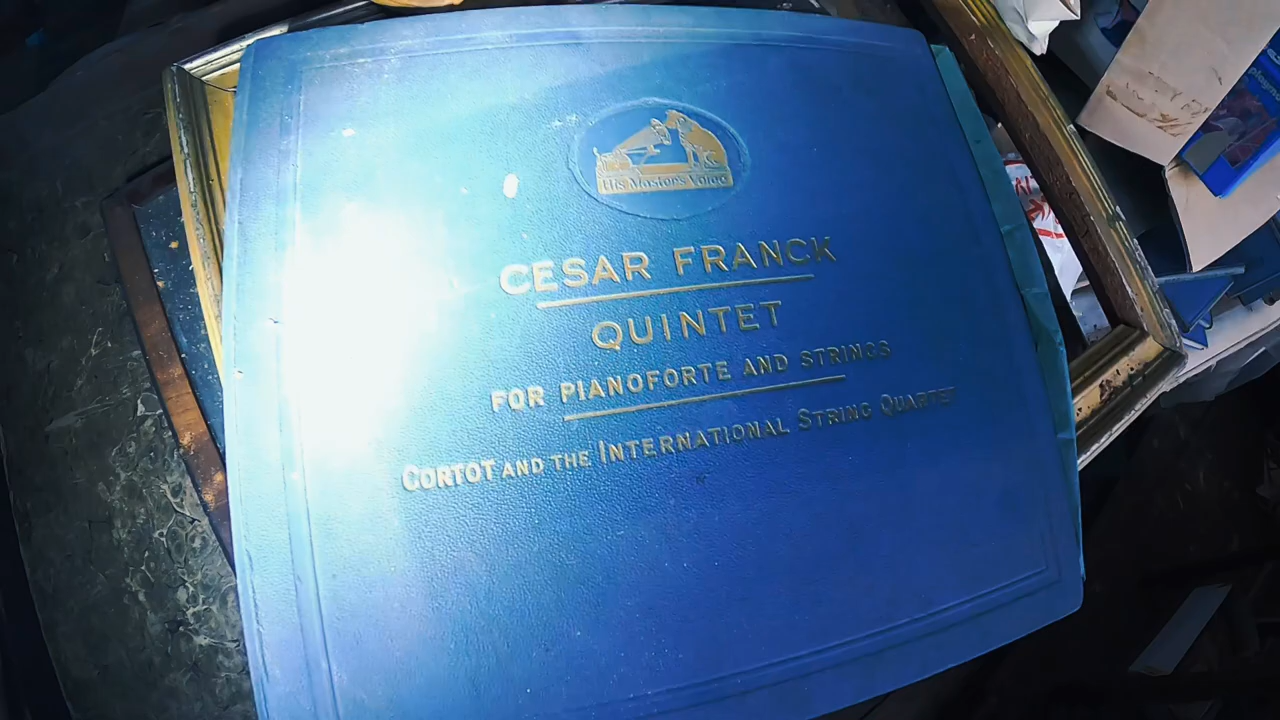 His Master's Voice
CESAR FRANCK
QUINTET
FOR PIANOFORTE AND STRINGS
CORTOT AND THE INTERNATIONAL STRING QUARTET